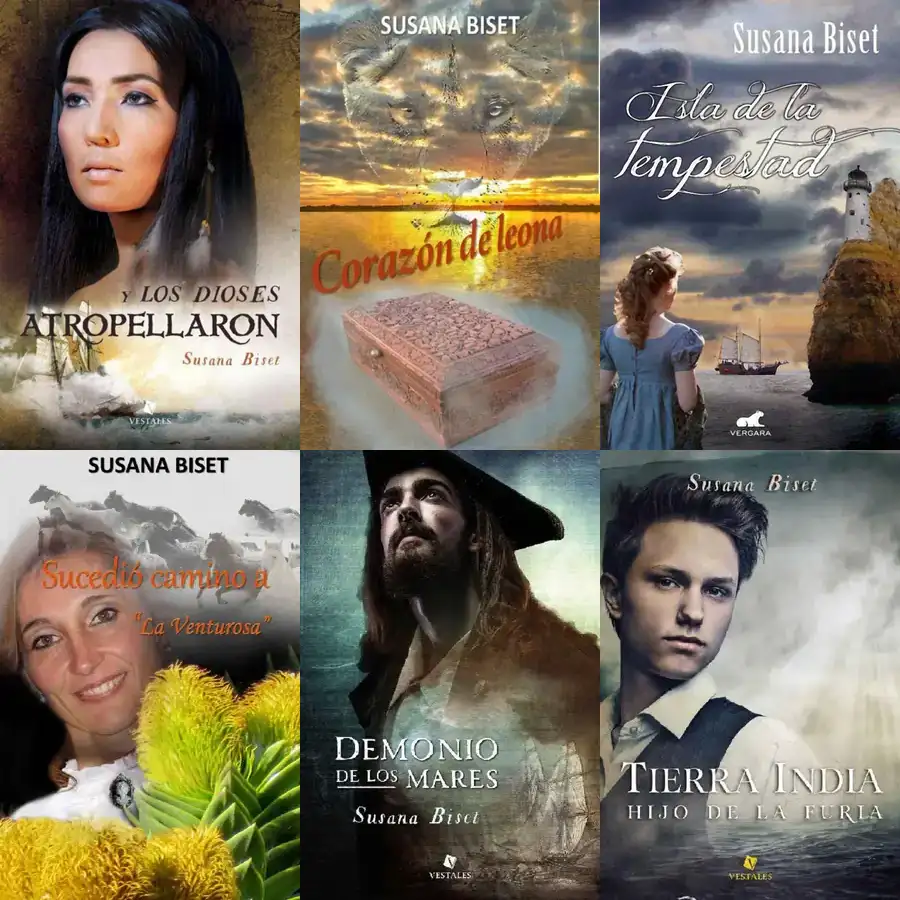 Y LOS DIOSES
ATROPELLARON
Susana Biset
VESTALES
SUSANA BISET
Corazón de leona
Susana Biset
Isla de la
tempestad
VERGARA
SUSANA BISET
Sucedió camino a
"La Venturosa"
DEMONIO
DE LOS MARES
Susana Biset
VESTALES
Susana Biset
TIERRA INDIA
HIJO DE LA FURIA
VESTALES